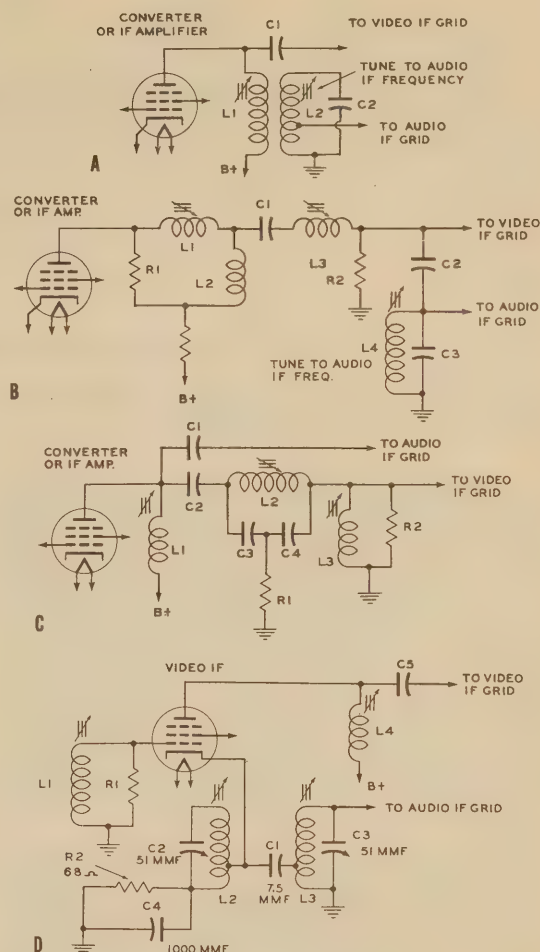 CONVERTER
OR IF AMPLIFIER
C1
TO VIDEO IF GRID
TUNE TO AUDIO
IF FREQUENCY
L1
L2
C2
TO AUDIO
IF GRID
B+
A
CONVERTER
OR IF AMP.
L1
C1
L3
TO VIDEO
IF GRID
R1
L2
R2
C2
TO AUDIO
IF GRID
L4
C3
TUNE TO AUDIO
IF FREQ.
B+
B
C1
TO AUDIO
IF GRID
CONVERTER
OR IF AMP.
C2
L2
TO VIDEO
IF GRID
L1
C3
C4
L3
R2
R1
B+
C
VIDEO IF
C5
TO VIDEO
IF GRID
L4
B+
L1
R1
TO AUDIO IF GRID
C2
51 MMF
C1
7.5
MMF
C3
51 MMF
R2
68 Ω
L2
L3
C4
1000 MMF
D